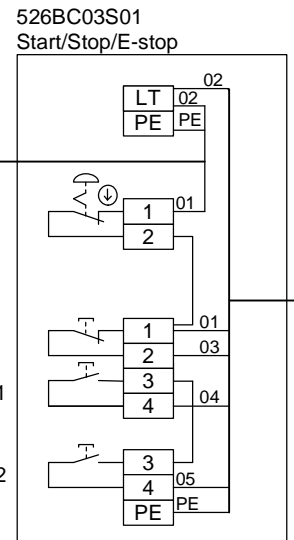 526BC03S01
Start/Stop/E-stop
02
LT 02
PE PE
1 01
2
1 01
2 03
3
4 04
1
3
2
4 05
PE PE